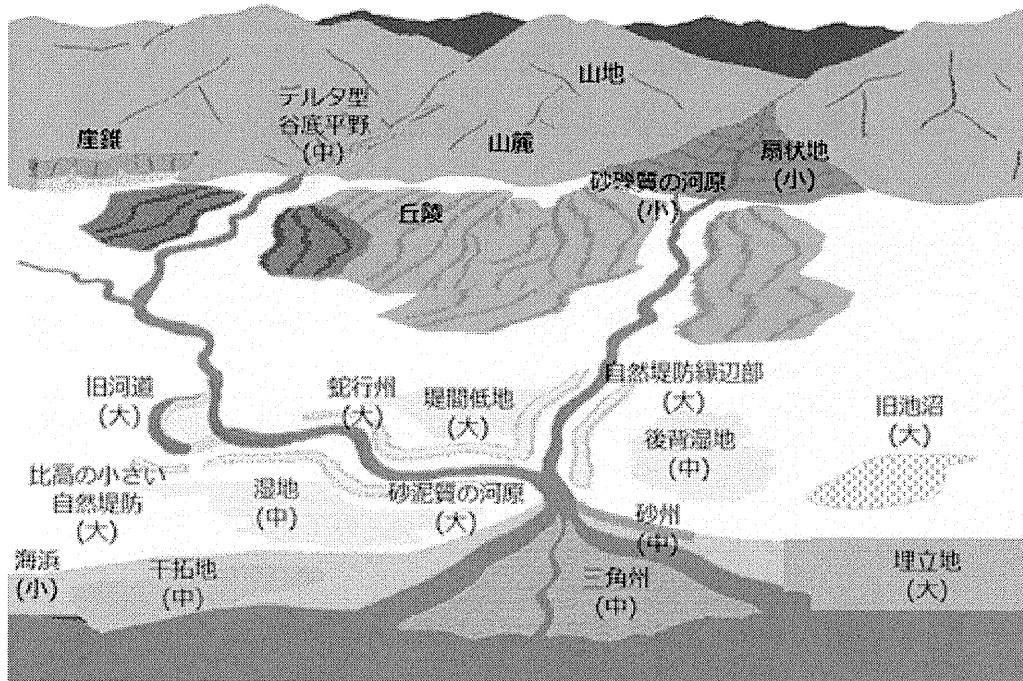 山地
デルタ型
谷底平野
(中)
崖錐
山麓
扇状地
(小)
砂礫質の河原
(小)
丘陵
旧河道
(大)
蛇行州
(大)
堤間低地
(大)
自然堤防縁辺部
(大)
旧池沼
(大)
後背湿地
(中)
比高の小さい
自然堤防
(大)
湿地
(中)
砂泥質の河原
(大)
砂州
(中)
海浜
(小)
干拓地
(中)
三角州
(中)
埋立地
(大)